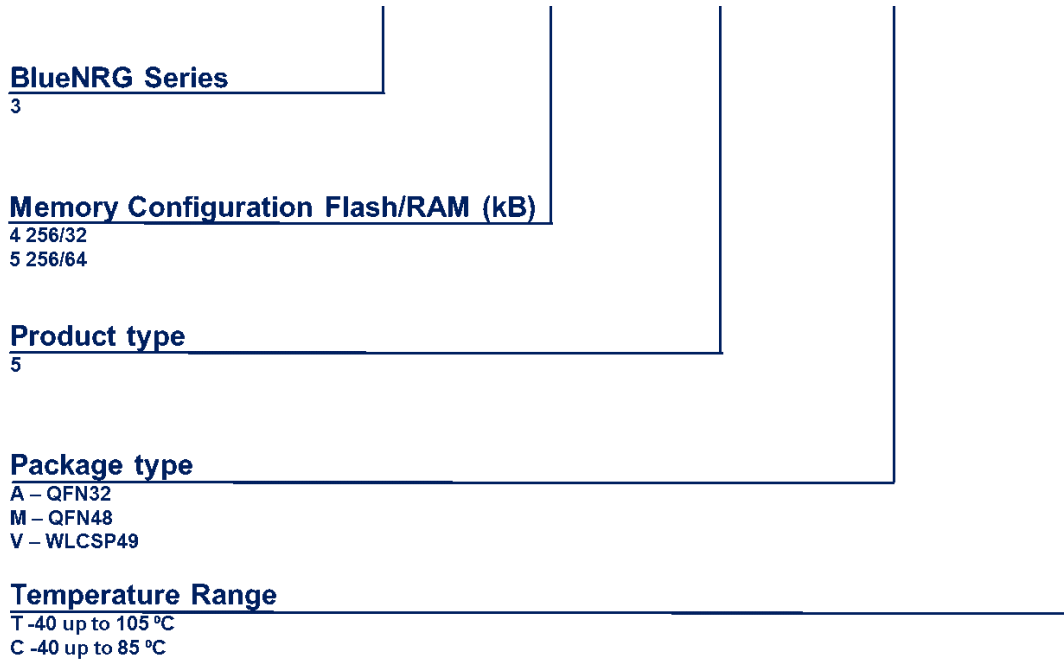 BlueNRG Series
3
Memory Configuration Flash/RAM (kB)
4 256/32
5 256/64
Product type
5
Package type
A – QFN32
M – QFN48
V – WLCSP49
Temperature Range
T -40 up to 105 ºC
C -40 up to 85 ºC